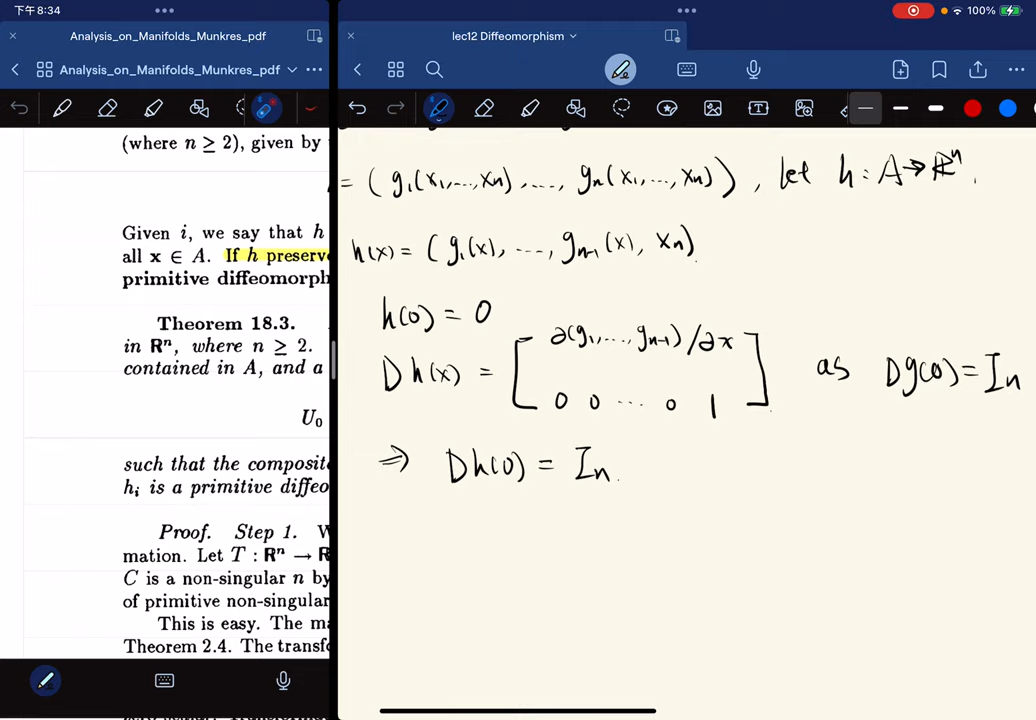 下午8:34
100%
Analysis_on_Manifolds_Munkres_pdf
lec12 Diffeomorphism
Analysis_on_Manifolds_Munkres_pdf
(where n ≥ 2), given by
Given i, we say that h
all x ∈ A. If h preserve
primitive diffeomorph
Theorem 18.3.
in Rⁿ, where n ≥ 2.
contained in A, and a
U₀
such that the composite
hᵢ is a primitive diffeo
Proof. Step 1. W
mation. Let T : Rⁿ → R
C is a non-singular n by
of primitive non-singular
This is easy. The ma
Theorem 2.4. The transf
= (g₁(x₁,...,xn),..., gn(x₁,...,xn)), let h: A→ℝⁿ.
h(x) = (g₁(x), ..., gn-1(x), xn).
h(0) = 0
Dh(x) = [ ∂(g₁,...,gn-1)/∂x
0 0 ... 0 1 ] as Dg(0) = In
⇒ Dh(0) = In.